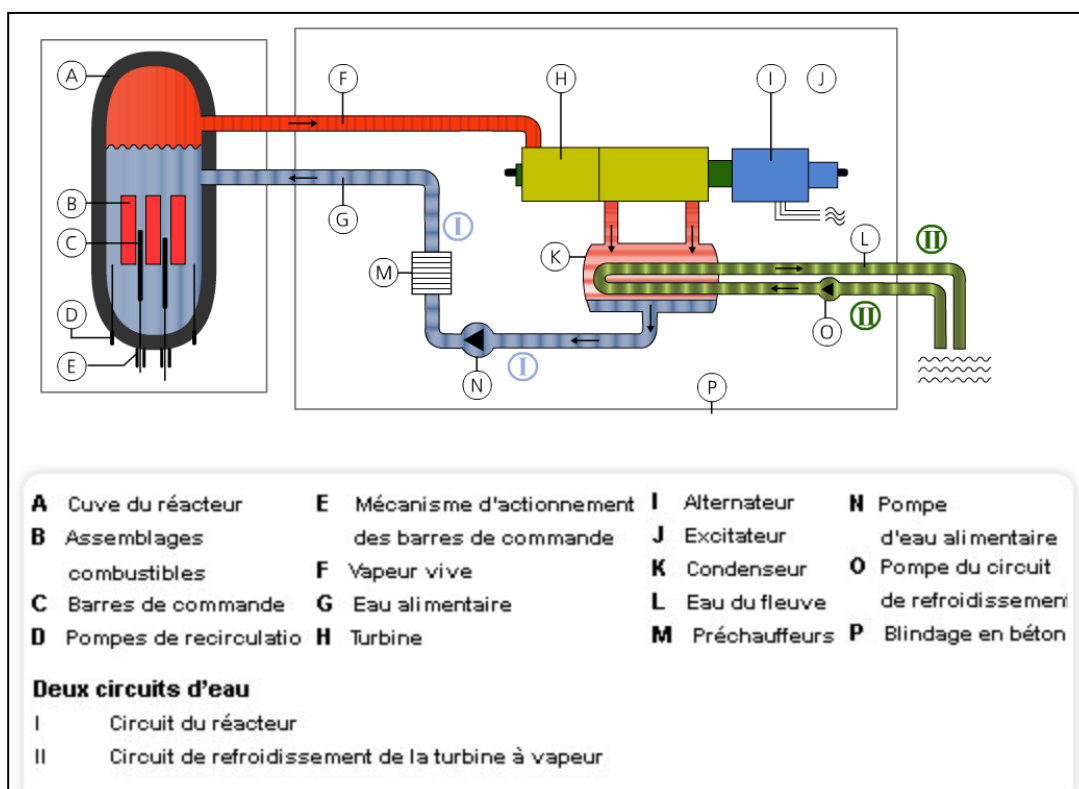 A
F
H
I
J
B
G
I
K
L
II
C
M
O
II
D
E
N
I
P
A Cuve du réacteur
B Assemblages
combustibles
C Barres de commande
D Pompes de recirculatio
E Mécanisme d'actionnement
des barres de commande
F Vapeur vive
G Eau alimentaire
H Turbine
I Alternateur
J Excitateur
K Condenseur
L Eau du fleuve
M Préchauffeurs
N Pompe
d'eau alimentaire
O Pompe du circuit
de refroidissement
P Blindage en béton
Deux circuits d'eau
I Circuit du réacteur
II Circuit de refroidissement de la turbine à vapeur